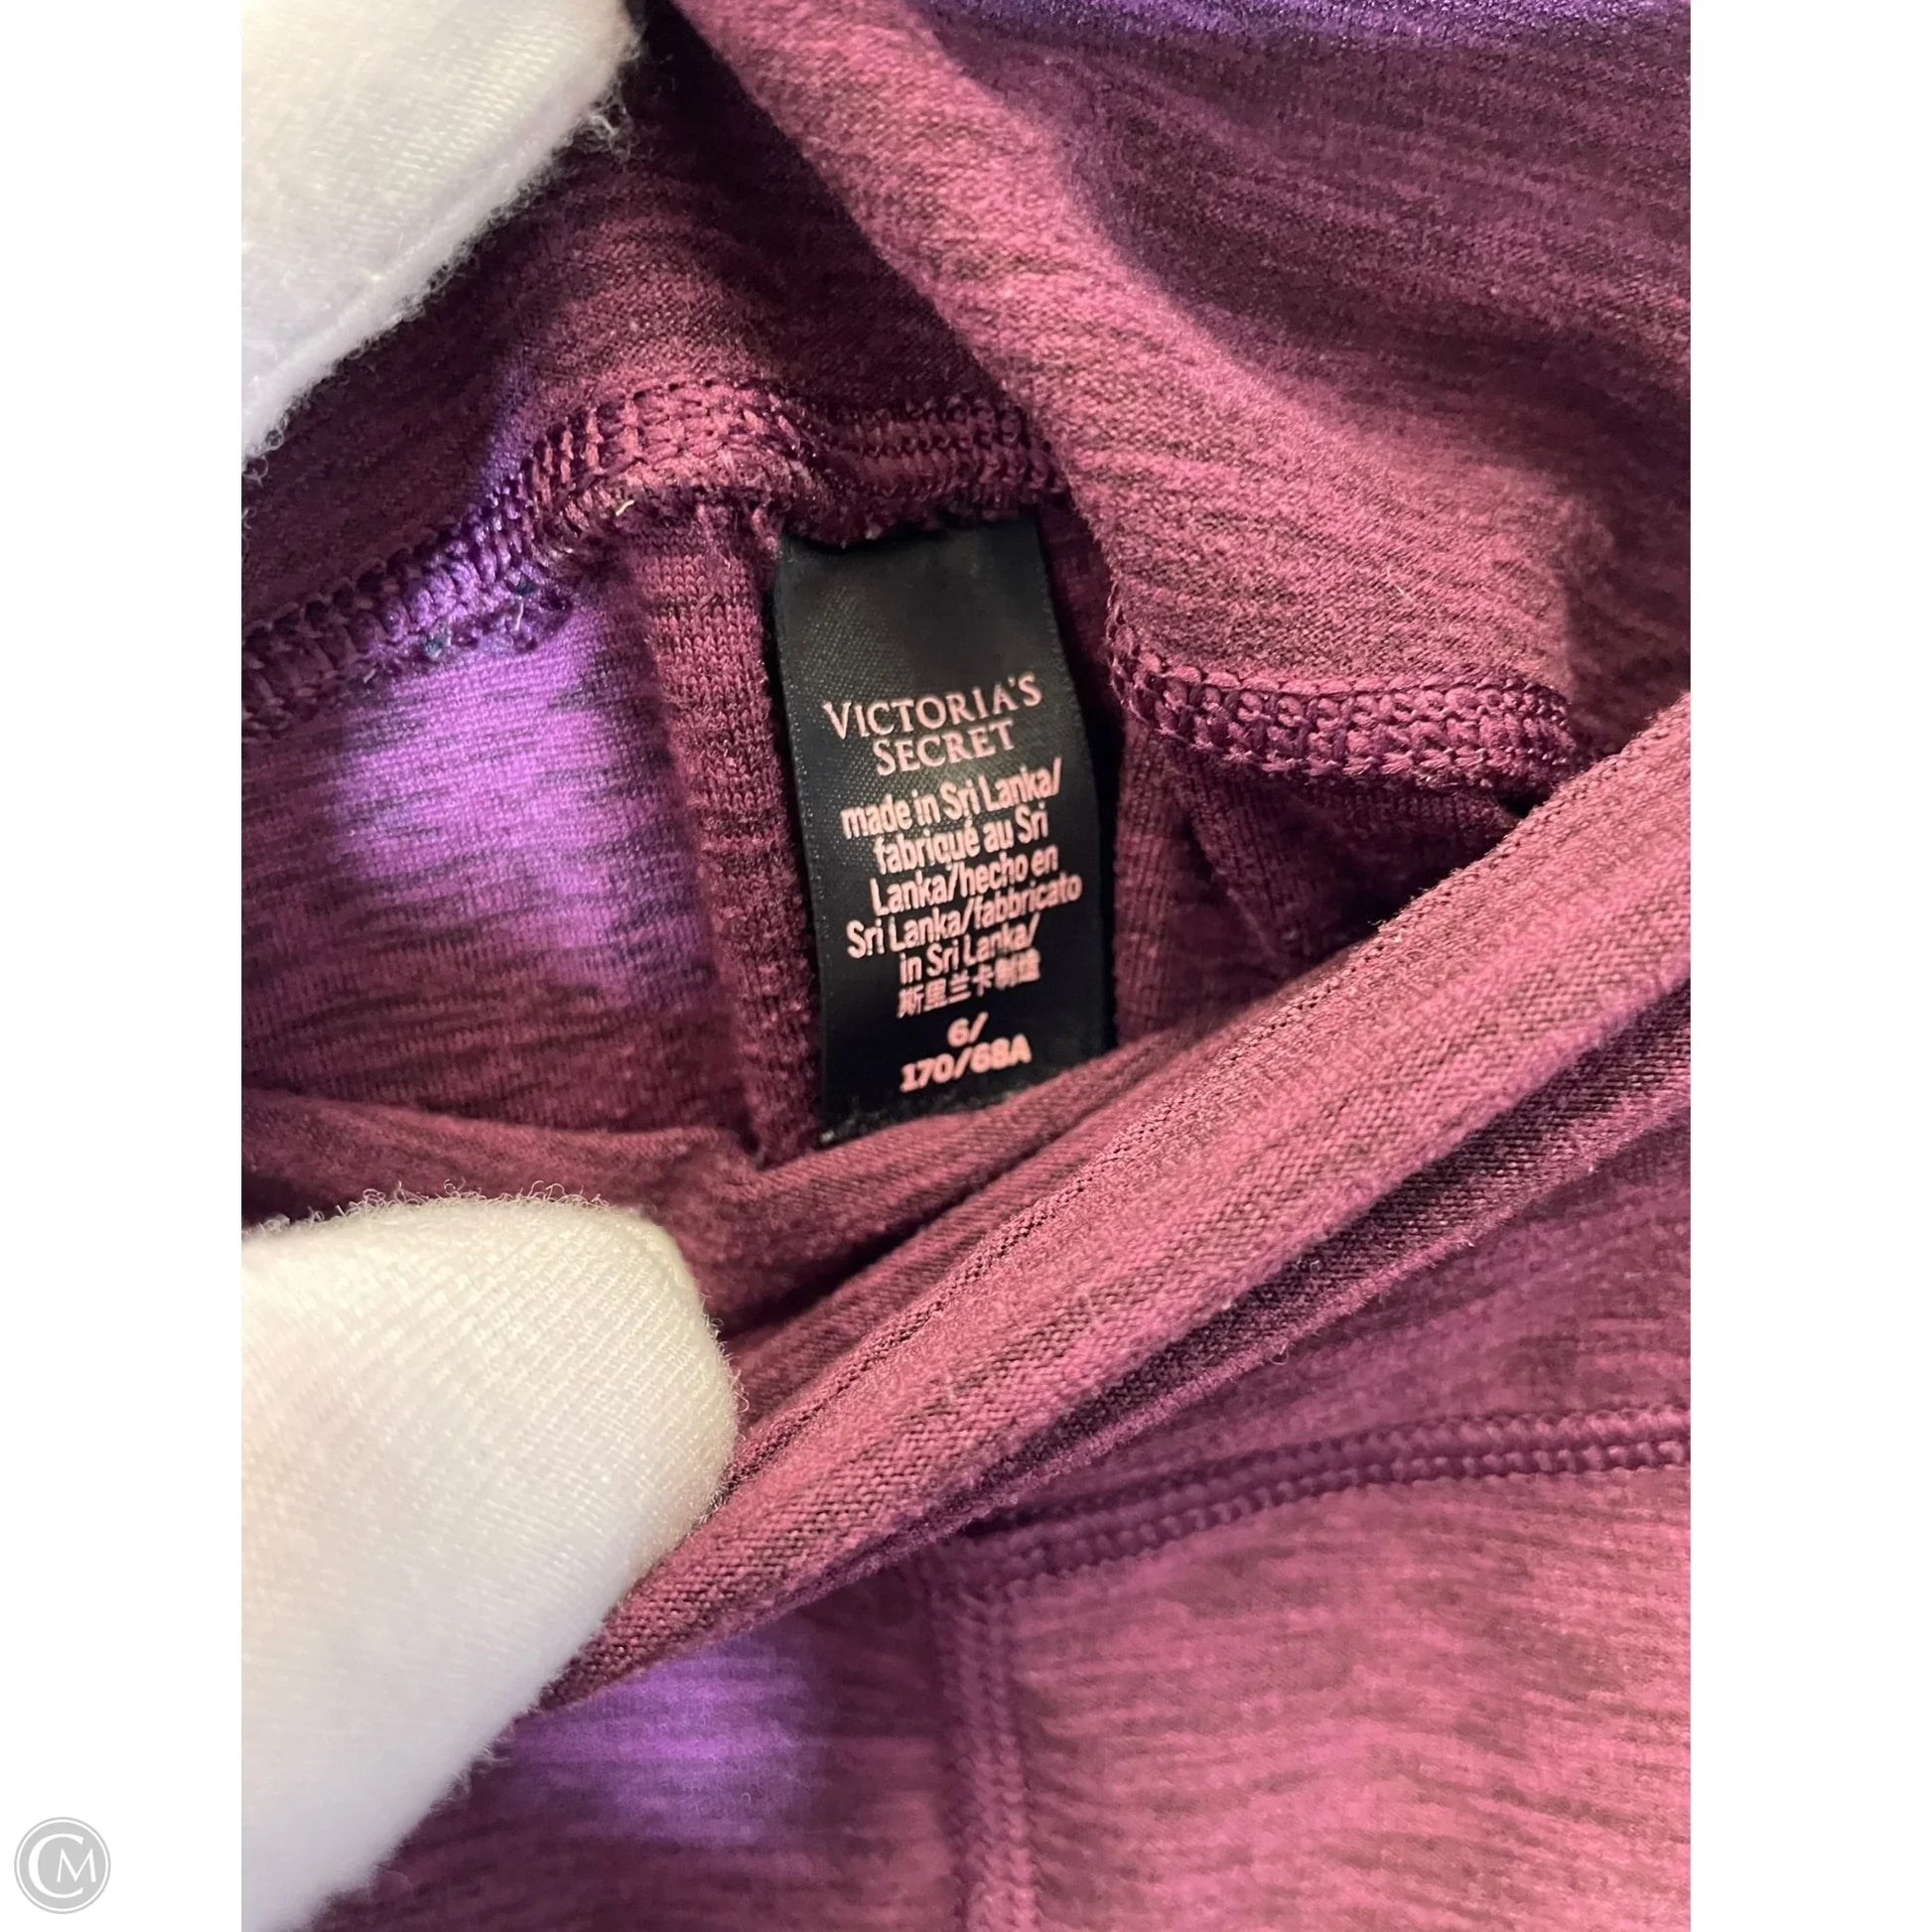 VICTORIA'S
SECRET
made in Sri Lanka/
fabriqué au Sri
Lanka/hecho en
Sri Lanka/fabbricato
in Sri Lanka/
斯里兰卡制造
6/
170/68A
CM